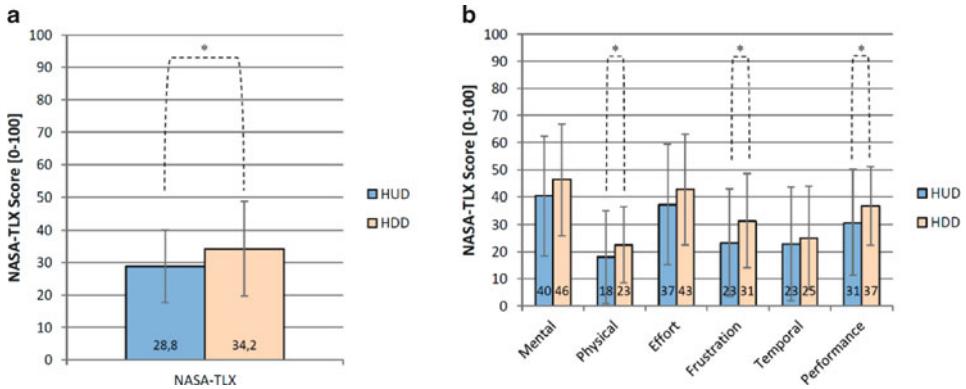 a
100
90
80
70
60
50
40
30
20
10
0
NASA-TLX Score [0-100]
*
28,8
34,2
NASA-TLX
HUD
HDD
b
100
90
80
70
60
50
40
30
20
10
0
NASA-TLX Score [0-100]
* * *
40 46 18 23 37 43 23 31 23 25 31 37
Mental
Physical
Effort
Frustration
Temporal
Performance
HUD
HDD